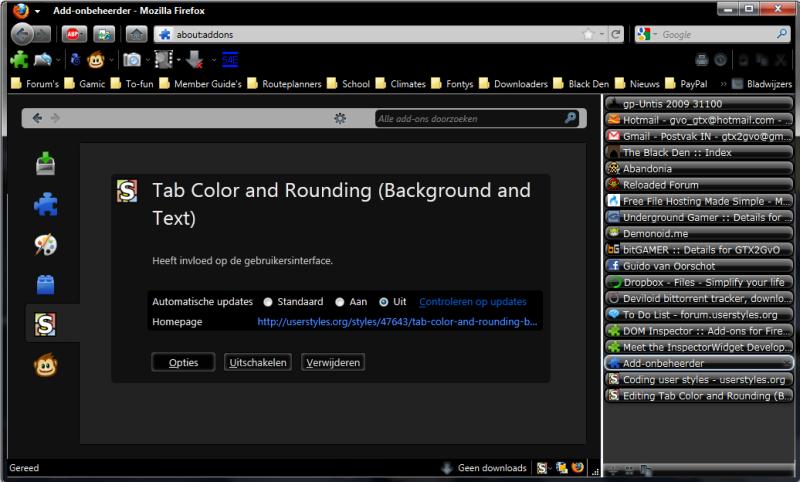 Add-onbeheerder - Mozilla Firefox
ABP
about:addons
Google
S4E
Forum's Gamic To-fun Member Guide's Routeplanners School Climates Fontys Downloaders Black Den Nieuws PayPal » Bladwijzers
Alle add-ons doorzoeken
Tab Color and Rounding (Background and
Text)
Heeft invloed op de gebruikersinterface.
Automatische updates Standaard Aan Uit Controleren op updates
Homepage http://userstyles.org/styles/47643/tab-color-and-rounding-b...
Opties Uitschakelen Verwijderen
gp-Untis 2009 31100
Hotmail - gvo_gtx@hotmail.com - ...
Gmail - Postvak IN - gtx2gvo@gm...
The Black Den :: Index
Abandonia
Reloaded Forum
Free File Hosting Made Simple - M...
Underground Gamer :: Details for ...
Demonoid.me
bitGAMER :: Details for GTX2GvO
Guido van Oorschot
Dropbox - Files - Simplify your life
Deviloid bittorrent tracker, downlo...
To Do List - forum.userstyles.org
DOM Inspector :: Add-ons for Fire...
Meet the InspectorWidget Develop...
Add-onbeheerder
Coding user styles - userstyles.org
Editing Tab Color and Rounding (B...
Gereed
Geen downloads